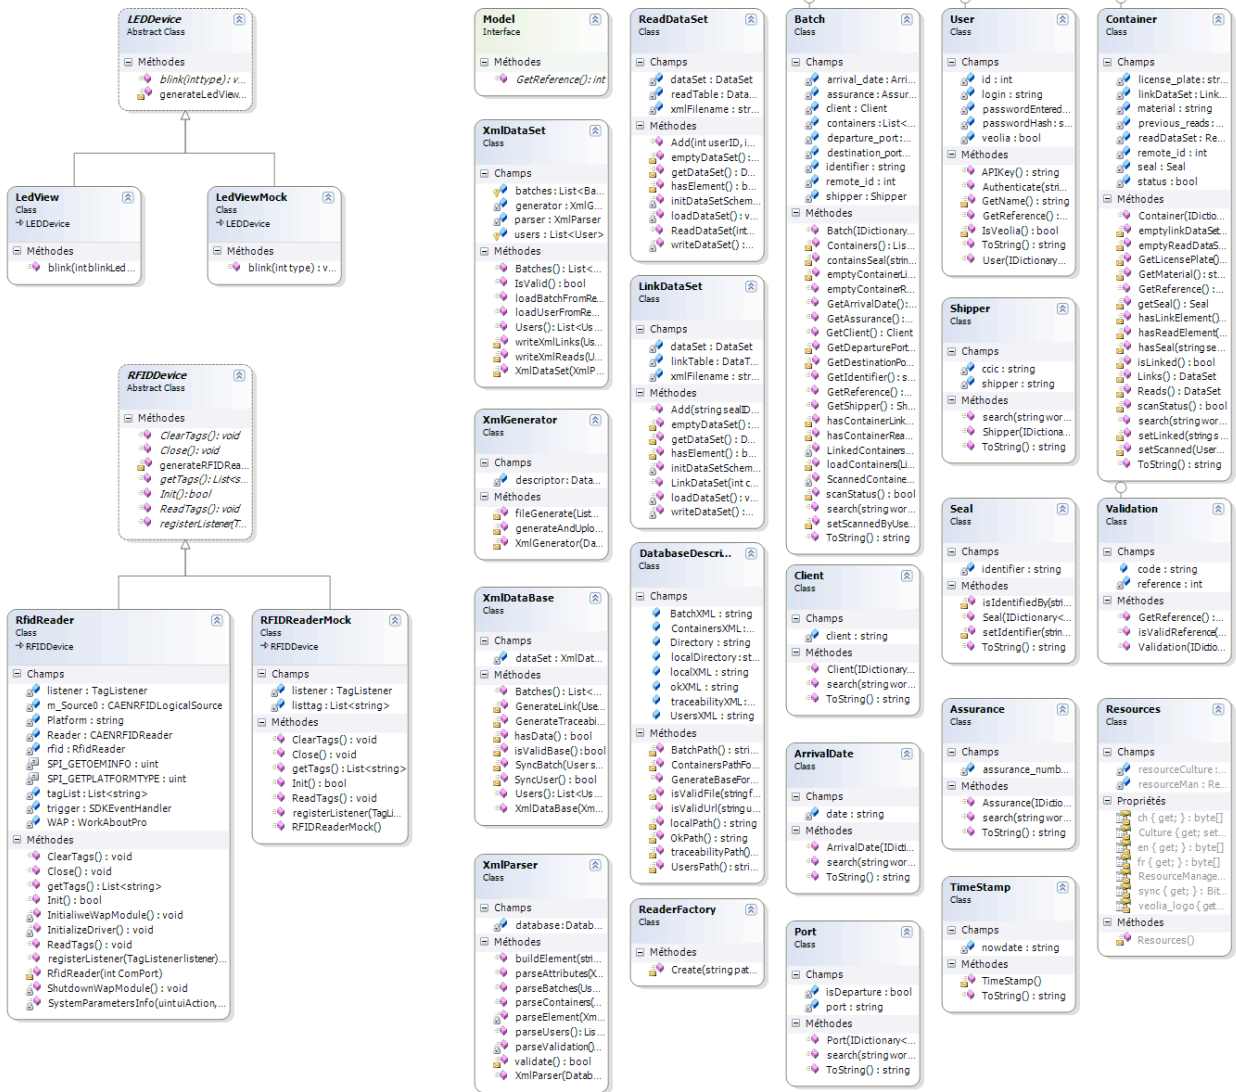 LEDDevice
Abstract Class
Méthodes
blink(int type) : v...
generateLedView...
LedView
Class
LEDDevice
Méthodes
blink(int blinkLed...
LedViewMock
Class
LEDDevice
Méthodes
blink(int type) : v...
RFIDDevice
Abstract Class
Méthodes
ClearTags() : void
Close() : void
generateRFIDRea...
getTags() : List<s...
Init() : bool
ReadTags() : void
registerListener(T...
RfidReader
Class
RFIDDevice
Champs
listener : TagListener
m_Source0 : CAENRFIDLogicalSource
Platform : string
Reader : CAENRFIDReader
rfid : RfidReader
SPI_GETOEMINFO : uint
SPI_GETPLATFORMTYPE : uint
tagList : List<string>
trigger : SDKEventHandler
WAP : WorkAboutPro
Méthodes
ClearTags() : void
Close() : void
getTags() : List<string>
Init() : bool
InitialiweWapModule() : void
InitializeDriver() : void
ReadTags() : void
registerListener(TagListener listener)...
RfidReader(int ComPort)
ShutdownWapModule() : void
SystemParametersInfo(uint uiAction,...
RFIDReaderMock
Class
RFIDDevice
Champs
listener : TagListener
listtag : List<string>
Méthodes
ClearTags() : void
Close() : void
getTags() : List<string>
Init() : bool
ReadTags() : void
registerListener(TagLi...
RFIDReaderMock()
Model
Interface
Méthodes
GetReference() : int
XmlDataSet
Class
Champs
batches : List<Ba...
generator : XmlG...
parser : XmlParser
users : List<User>
Méthodes
Batches() : List<...
IsValid() : bool
loadBatchFromRe...
loadUserFromRe...
Users() : List<Us...
writeXmlLinks(Us...
writeXmlReads(U...
XmlDataSet(XmlP...
XmlGenerator
Class
Champs
descriptor : Data...
Méthodes
fileGenerate(List...
generateAndUplo...
XmlGenerator(Da...
XmlDataBase
Class
Champs
dataSet : XmlDat...
Méthodes
Batches() : List<...
GenerateLink(Use...
GenerateTraceabi...
hasData() : bool
isValidBase() : bool
SyncBatch(User s...
SyncUser() : bool
Users() : List<Us...
XmlDataBase(Xm...
XmlParser
Class
Champs
database : Datab...
Méthodes
buildElement(stri...
parseAttributes(X...
parseBatches(Us...
parseContainers(...
parseElement(Xm...
parseUsers() : Lis...
parseValidation()...
validate() : bool
XmlParser(Datab...
ReadDataSet
Class
Champs
dataSet : DataSet
readTable : Data...
xmlFilename : str...
Méthodes
Add(int userID, i...
emptyDataSet() :...
getDataSet() : D...
hasElement() : b...
initDataSetSchem...
loadDataSet() : v...
ReadDataSet(int...
writeDataSet() :...
LinkDataSet
Class
Champs
dataSet : DataSet
linkTable : DataT...
xmlFilename : str...
Méthodes
Add(string sealID...
emptyDataSet() :...
getDataSet() : D...
hasElement() : b...
initDataSetSchem...
LinkDataSet(int c...
loadDataSet() : v...
writeDataSet() :...
DatabaseDescri...
Class
Champs
BatchXML : string
ContainersXML :...
Directory : string
localDirectory : st...
localXML : string
okXML : string
traceabilityXML :...
UsersXML : string
Méthodes
BatchPath() : stri...
ContainersPathFo...
GenerateBaseFor...
isValidFile(string f...
isValidUrl(string u...
localPath() : string
OkPath() : string
traceabilityPath()...
UsersPath() : stri...
ReaderFactory
Class
Méthodes
Create(string pat...
Batch
Class
Champs
arrival_date : Arri...
assurance : Assur...
client : Client
containers : List<...
departure_port :...
destination_port...
identifier : string
remote_id : int
shipper : Shipper
Méthodes
Batch(IDictionary...
Containers() : Lis...
containsSeal(strin...
emptyContainerLi...
emptyContainerR...
GetArrivalDate() :...
GetAssurance() :...
GetClient() : Client
GetDeparturePort...
GetDestinationPo...
GetIdentifier() : s...
GetReference() :...
GetShipper() : Sh...
hasContainerLink...
hasContainerRea...
LinkedContainers...
loadContainers(Li...
ScannedContaine...
scanStatus() : bool
search(string wor...
setScannedByUse...
ToString() : string
Client
Class
Champs
client : string
Méthodes
Client(IDictionary...
search(string wor...
ToString() : string
ArrivalDate
Class
Champs
date : string
Méthodes
ArrivalDate(IDicti...
search(string wor...
ToString() : string
Port
Class
Champs
isDeparture : bool
port : string
Méthodes
Port(IDictionary<...
search(string wor...
ToString() : string
User
Class
Champs
id : int
login : string
passwordEntered...
passwordHash : s...
veolia : bool
Méthodes
APIKey() : string
Authenticate(stri...
GetName() : string
GetReference() :...
IsVeolia() : bool
ToString() : string
User(IDictionary...
Shipper
Class
Champs
ccic : string
shipper : string
Méthodes
search(string wor...
Shipper(IDictiona...
ToString() : string
Seal
Class
Champs
identifier : string
Méthodes
isIdentifiedBy(stri...
Seal(IDictionary<...
setIdentifier(strin...
ToString() : string
Assurance
Class
Champs
assurance_numb...
Méthodes
Assurance(IDictio...
search(string wor...
ToString() : string
TimeStamp
Class
Champs
nowdate : string
Méthodes
TimeStamp()
ToString() : string
Container
Class
Champs
license_plate : str...
linkDataSet : Link...
material : string
previous_reads :...
readDataSet : Re...
remote_id : int
seal : Seal
status : bool
Méthodes
Container(IDictio...
emptylinkDataSet...
emptyReadDataS...
GetLicensePlate()...
GetMaterial() : st...
GetReference() :...
getSeal() : Seal
hasLinkElement()...
hasReadElement(...
hasSeal(string se...
isLinked() : bool
Links() : DataSet
Reads() : DataSet
scanStatus() : bool
search(string wor...
setLinked(string s...
setScanned(User...
ToString() : string
Validation
Class
Champs
code : string
reference : int
Méthodes
GetReference() :...
isValidReference(...
Validation(IDictio...
Resources
Class
Champs
resourceCulture :...
resourceMan : Re...
Propriétés
ch { get; } : byte[]
Culture { get; set...
en { get; } : byte[]
fr { get; } : byte[]
ResourceManage...
sync { get; } : Bit...
veolia_logo { get...
Méthodes
Resources()